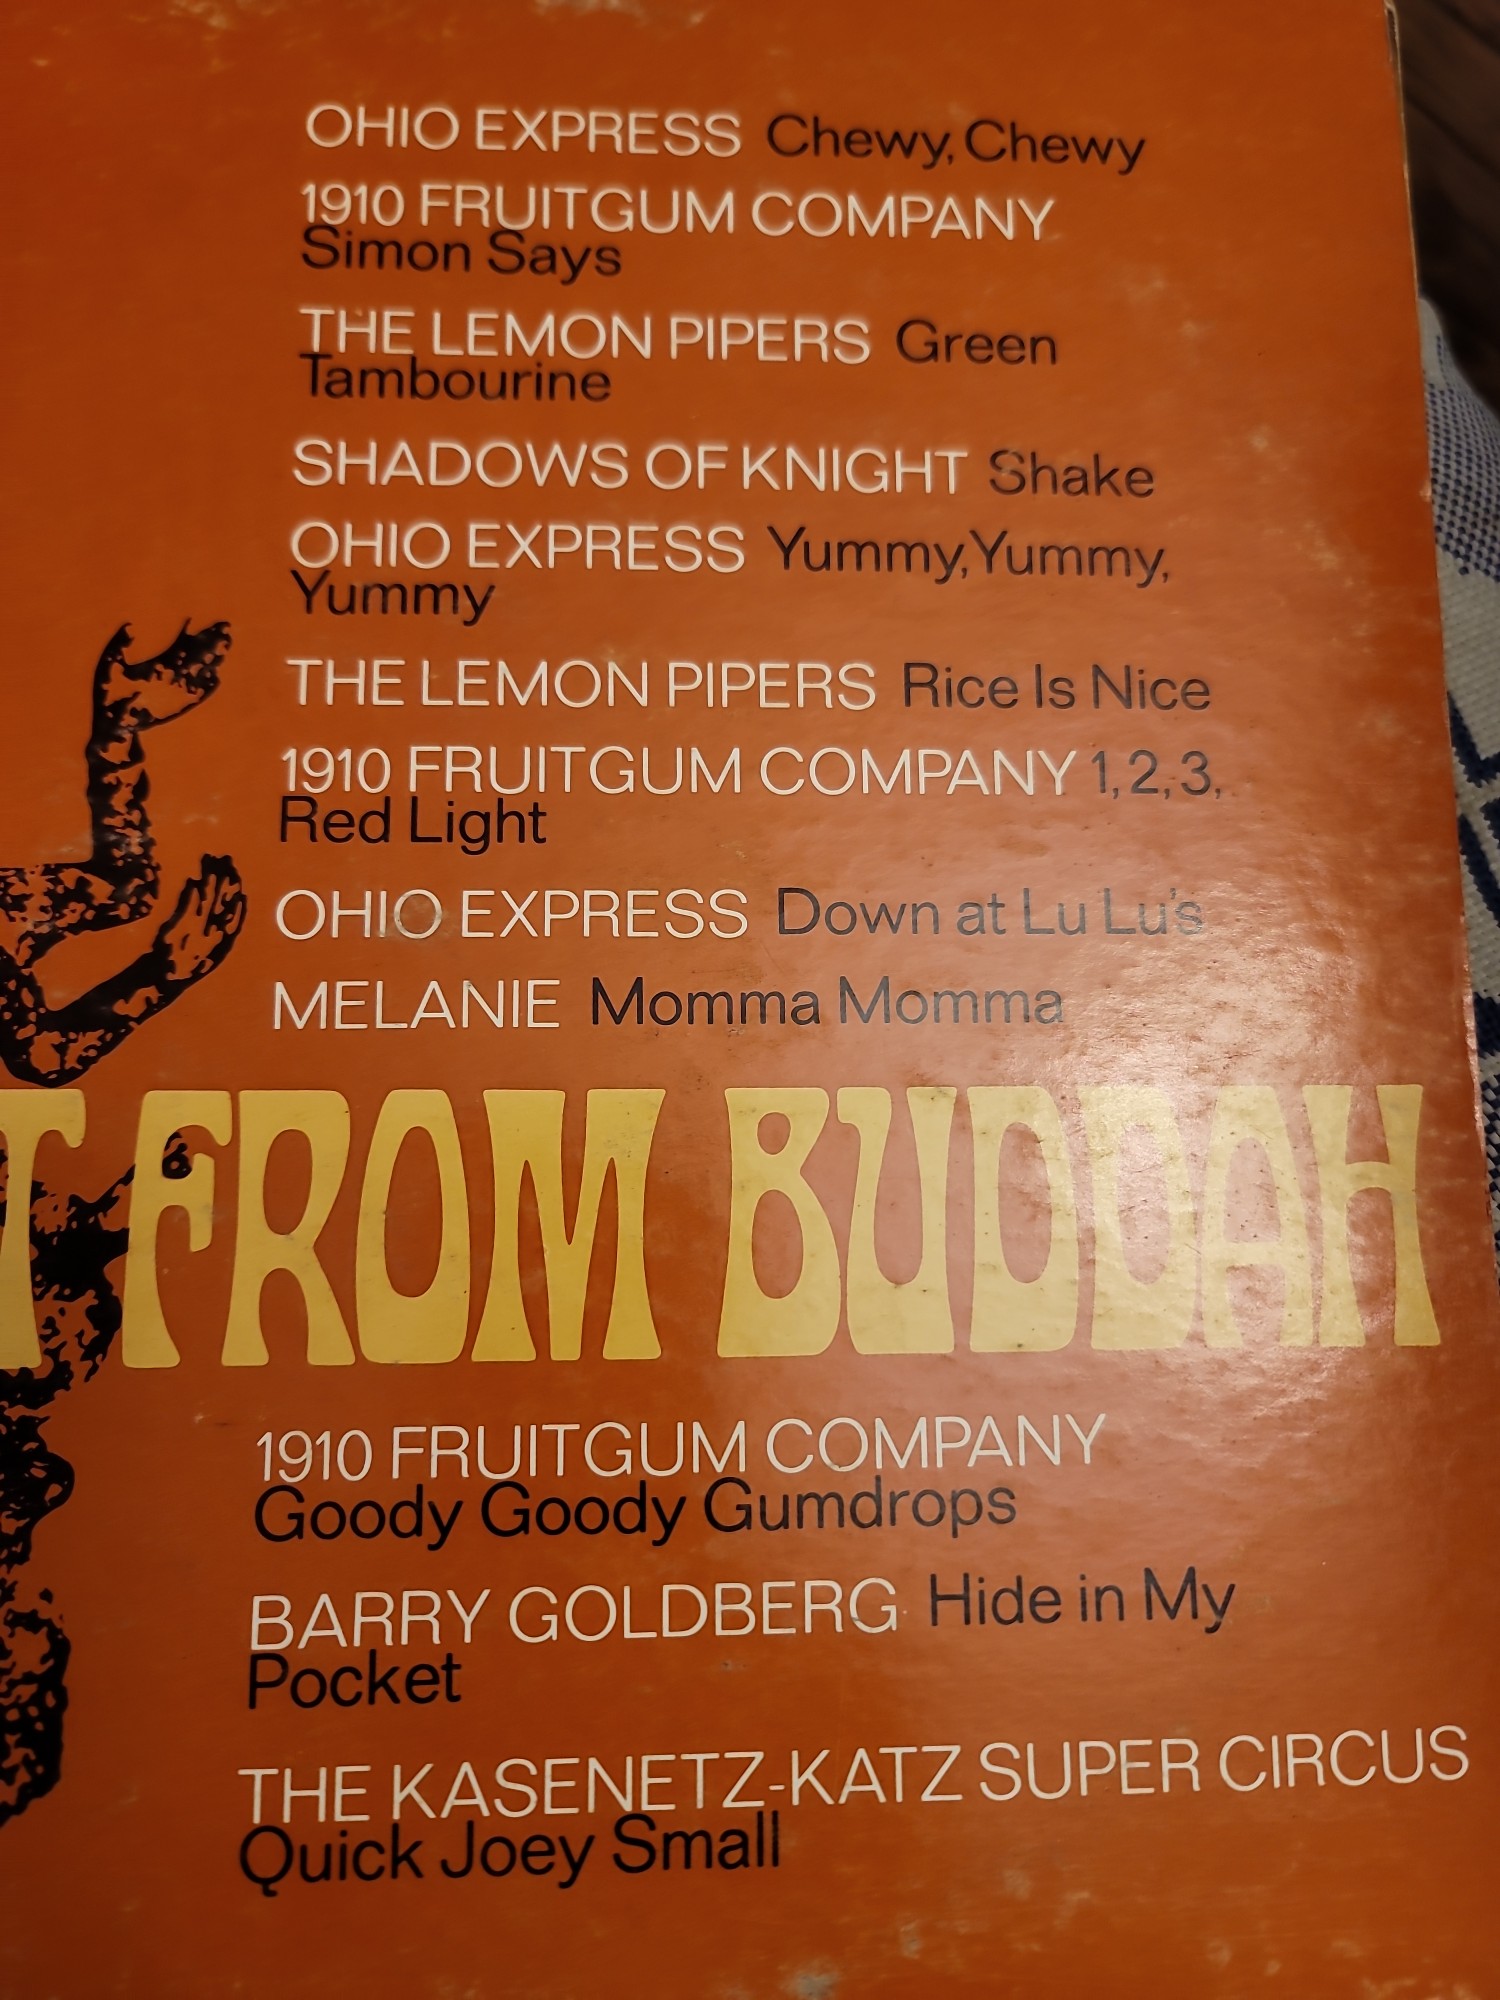 OHIO EXPRESS Chewy, Chewy
1910 FRUITGUM COMPANY
Simon Says
THE LEMON PIPERS Green
Tambourine
SHADOWS OF KNIGHT Shake
OHIO EXPRESS Yummy, Yummy,
Yummy
THE LEMON PIPERS Rice Is Nice
1910 FRUITGUM COMPANY 1, 2, 3,
Red Light
OHIO EXPRESS Down at Lu Lu's
MELANIE Momma Momma
T FROM BUDDAH
1910 FRUITGUM COMPANY
Goody Goody Gumdrops
BARRY GOLDBERG Hide in My
Pocket
THE KASENETZ-KATZ SUPER CIRCUS
Quick Joey Small